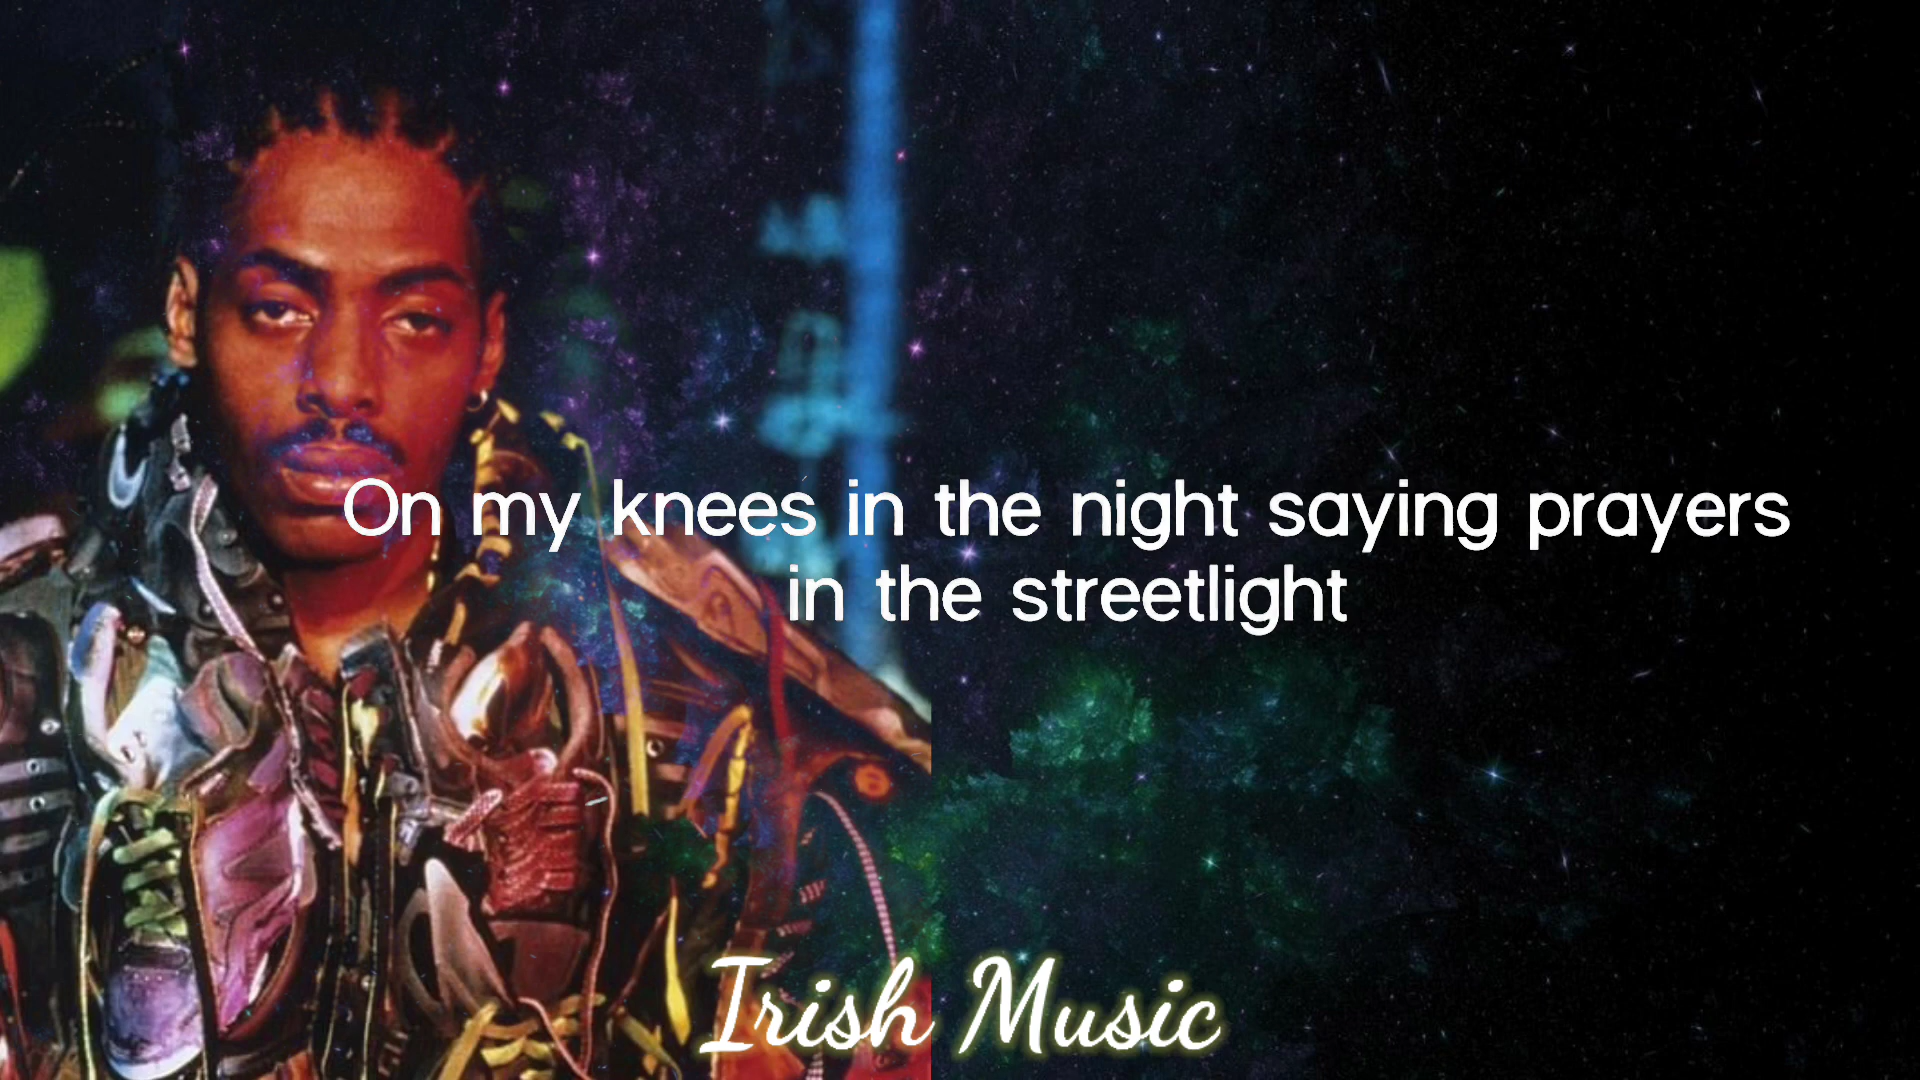 On my knees in the night saying prayers
in the streetlight
Irish Music